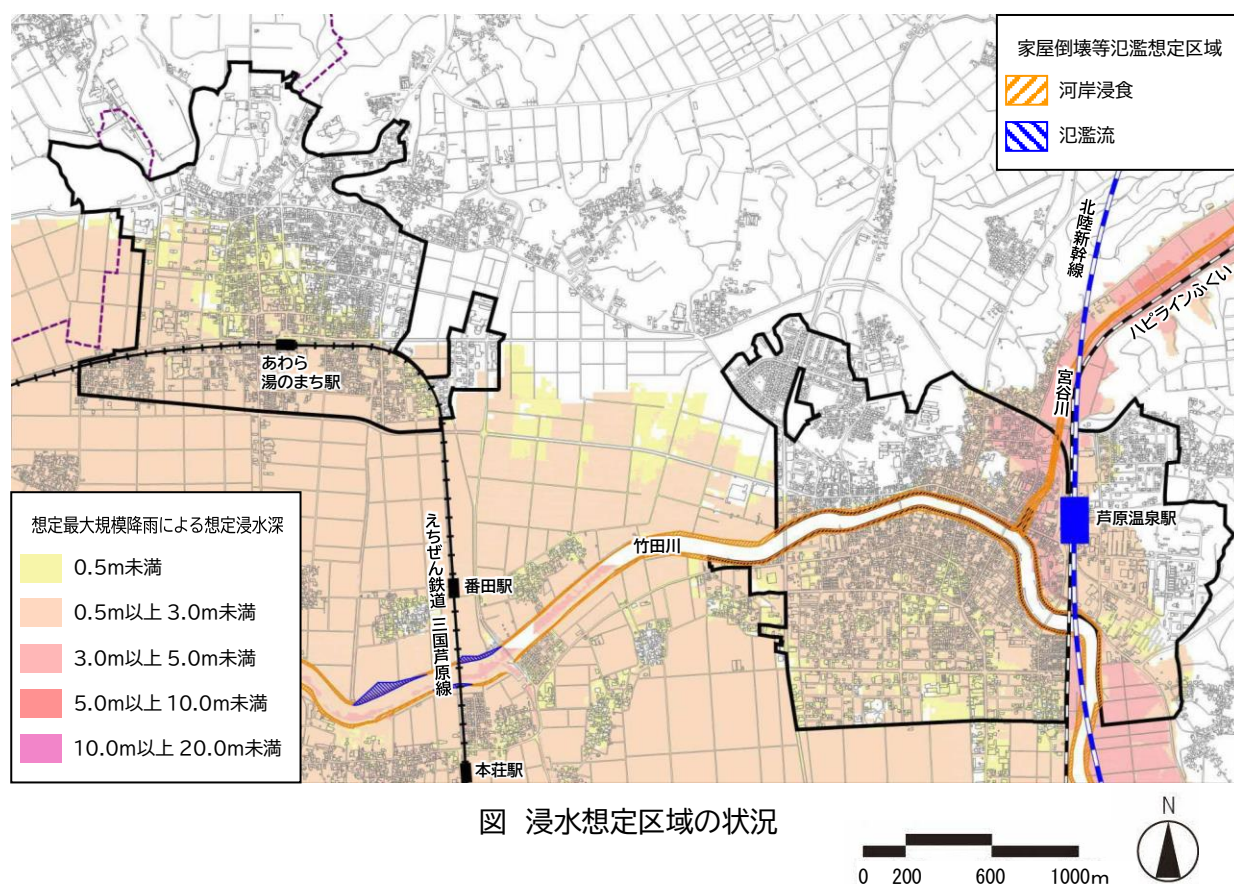 家屋倒壊等氾濫想定区域
河岸浸食
氾濫流
北陸新幹線
ハピラインふくい
宮谷川
あわら
湯のまち駅
芦原温泉駅
竹田川
えちぜん鉄道 三国芦原線
番田駅
本荘駅
想定最大規模降雨による想定浸水深
0.5m未満
0.5m以上 3.0m未満
3.0m以上 5.0m未満
5.0m以上 10.0m未満
10.0m以上 20.0m未満
図 浸水想定区域の状況
N
0 200 600 1000m